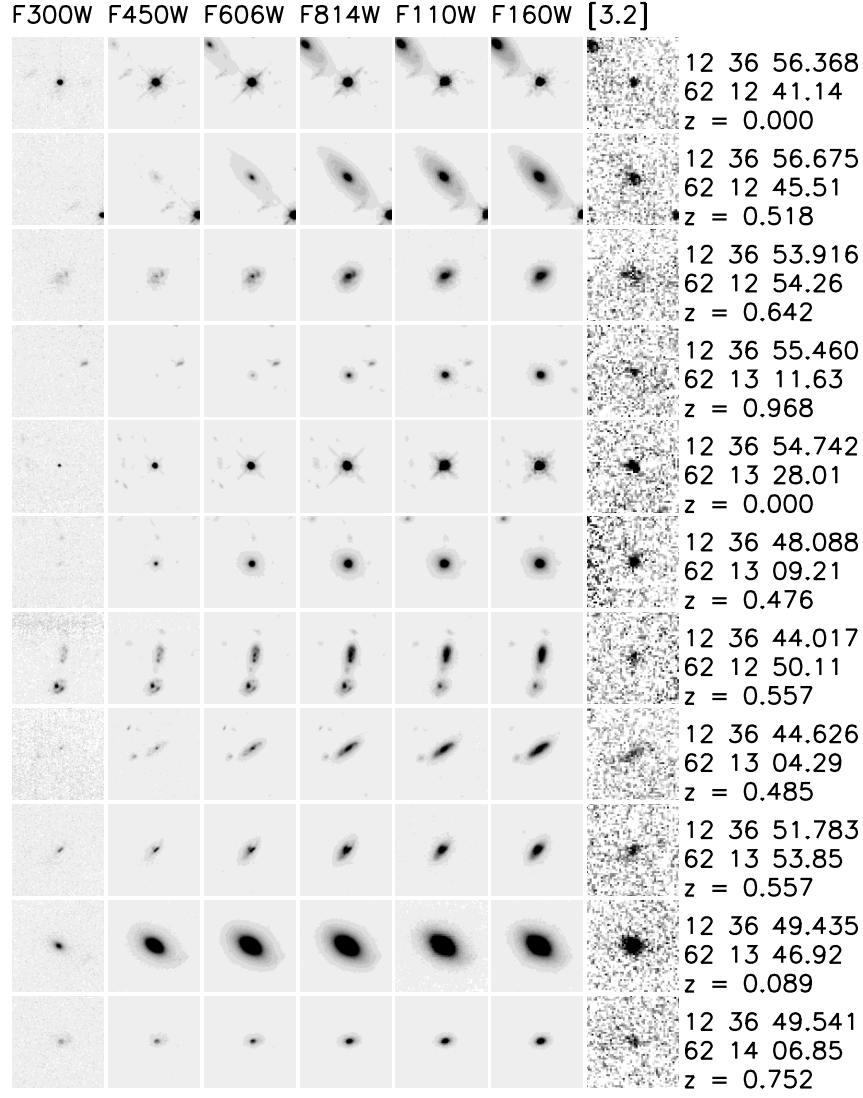 F300W F450W F606W F814W F110W F160W [3.2]
12 36 56.368
62 12 41.14
z = 0.000
12 36 56.675
62 12 45.51
z = 0.518
12 36 53.916
62 12 54.26
z = 0.642
12 36 55.460
62 13 11.63
z = 0.968
12 36 54.742
62 13 28.01
z = 0.000
12 36 48.088
62 13 09.21
z = 0.476
12 36 44.017
62 12 50.11
z = 0.557
12 36 44.626
62 13 04.29
z = 0.485
12 36 51.783
62 13 53.85
z = 0.557
12 36 49.435
62 13 46.92
z = 0.089
12 36 49.541
62 14 06.85
z = 0.752